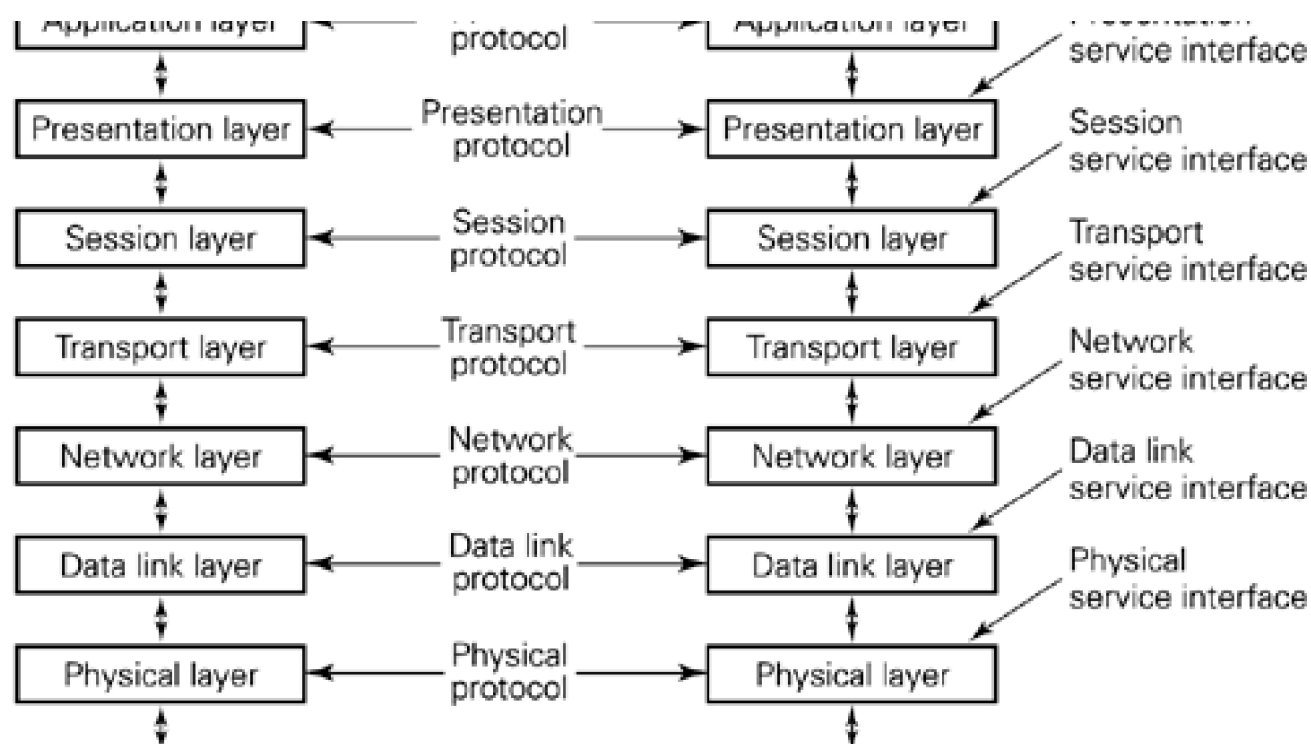 Application layer
protocol
Application layer
Presentation
service interface
Presentation layer
Presentation
protocol
Presentation layer
Session
service interface
Session layer
Session
protocol
Session layer
Transport
service interface
Transport layer
Transport
protocol
Transport layer
Network
service interface
Network layer
Network
protocol
Network layer
Data link
service interface
Data link layer
Data link
protocol
Data link layer
Physical
service interface
Physical layer
Physical
protocol
Physical layer